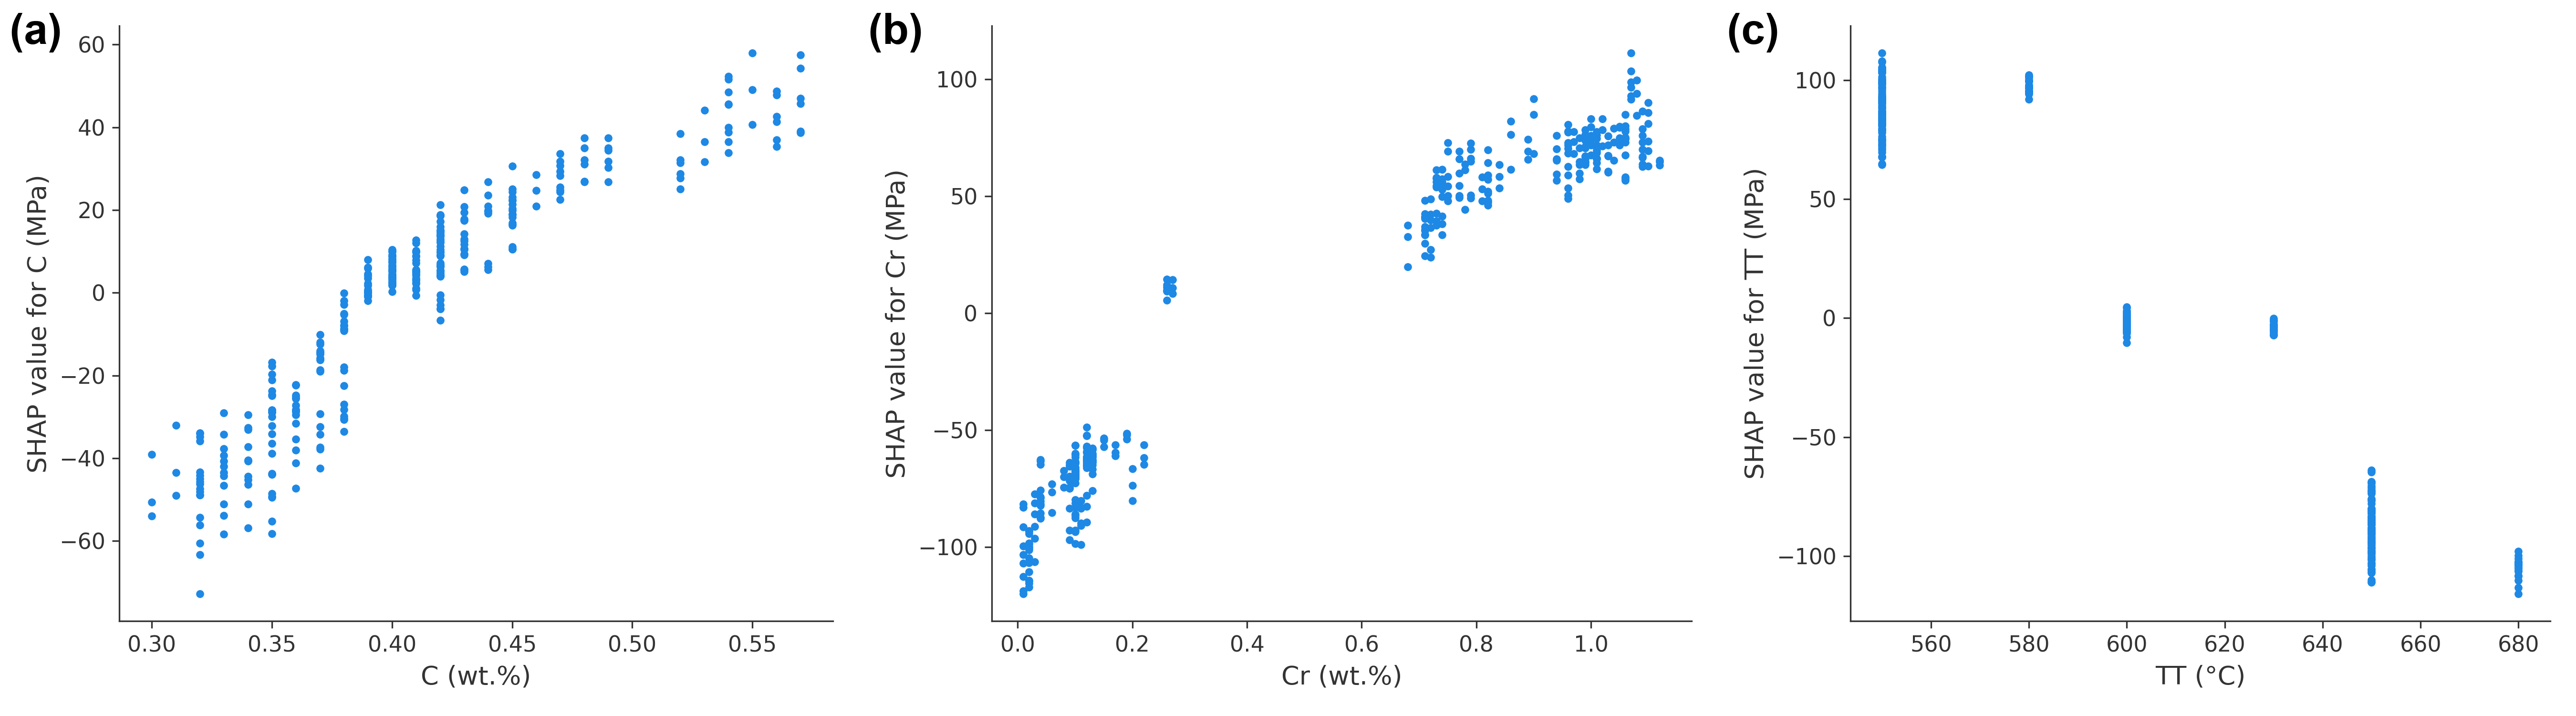 (a)
SHAP value for C (MPa)
60
40
20
0
−20
−40
−60
0.30 0.35 0.40 0.45 0.50 0.55
C (wt.%)
(b)
SHAP value for Cr (MPa)
100
50
0
−50
−100
0.0 0.2 0.4 0.6 0.8 1.0
Cr (wt.%)
(c)
SHAP value for TT (MPa)
100
50
0
−50
−100
560 580 600 620 640 660 680
TT (°C)